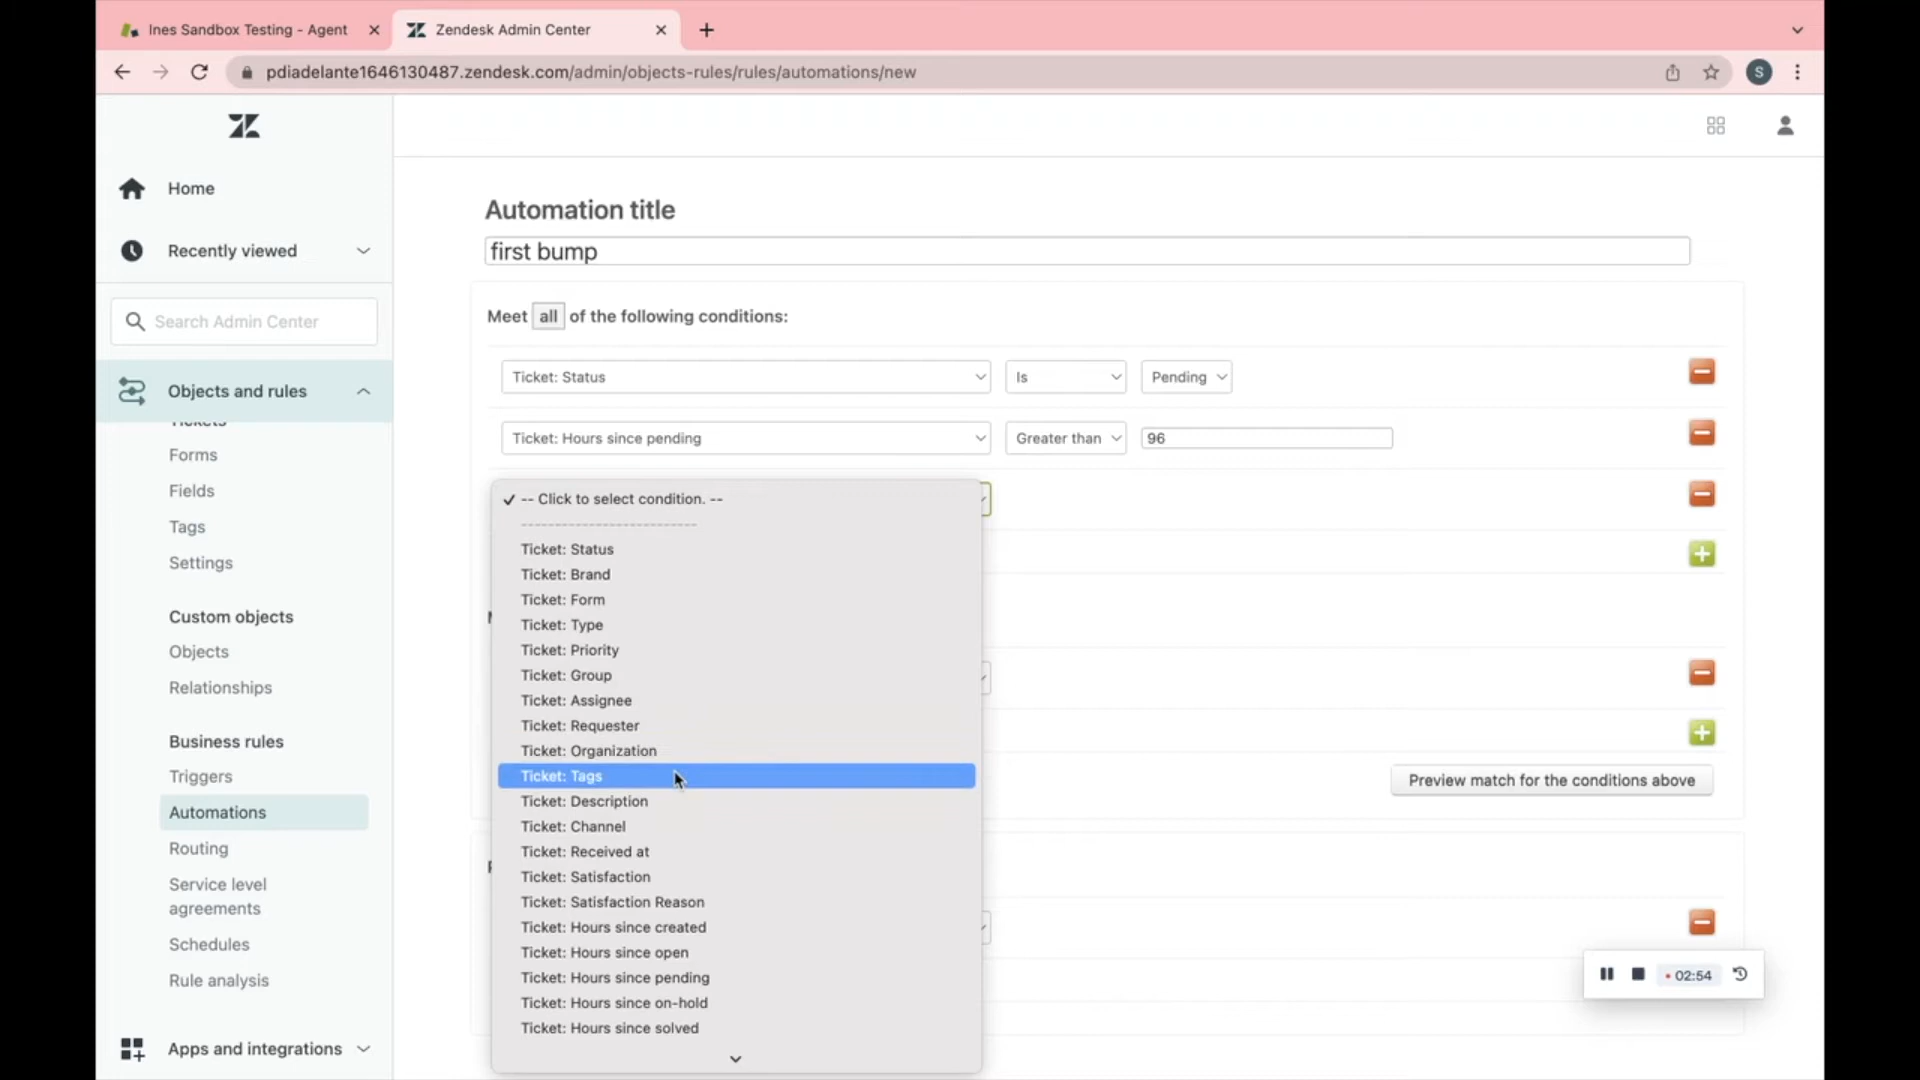 Ines Sandbox Testing - Agent
Zendesk Admin Center
pdiadelante1646130487.zendesk.com/admin/objects-rules/rules/automations/new
S
Home
Recently viewed
Search Admin Center
Objects and rules
Tickets
Forms
Fields
Tags
Settings
Custom objects
Objects
Relationships
Business rules
Triggers
Automations
Routing
Service level
agreements
Schedules
Rule analysis
Apps and integrations
Automation title
first bump
Meet all of the following conditions:
Ticket: Status Is Pending
Ticket: Hours since pending Greater than 96
-- Click to select condition. --
--------------------------
Ticket: Status
Ticket: Brand
Ticket: Form
Ticket: Type
Ticket: Priority
Ticket: Group
Ticket: Assignee
Ticket: Requester
Ticket: Organization
Ticket: Tags
Ticket: Description
Ticket: Channel
Ticket: Received at
Ticket: Satisfaction
Ticket: Satisfaction Reason
Ticket: Hours since created
Ticket: Hours since open
Ticket: Hours since pending
Ticket: Hours since on-hold
Ticket: Hours since solved
Preview match for the conditions above
02:54